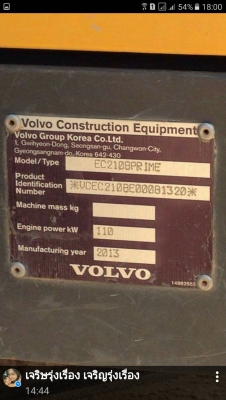 54% 18:00
Volvo Construction Equipment
Volvo Group Korea Co.Ltd.
1, Gwihyeon-Dong, Seongsan-gu, Changwon-City,
Gyeongsangnam-do, Korea 642-430
Model/Type EC210BPRIME
Product
Identification
Number *VCEC210BE00081320*
Machine mass kg
Engine power kW 110
Manufacturing year 2013
VOLVO
เจริษรุ่งเรือง เจริญรุ่งเรือง
14:44